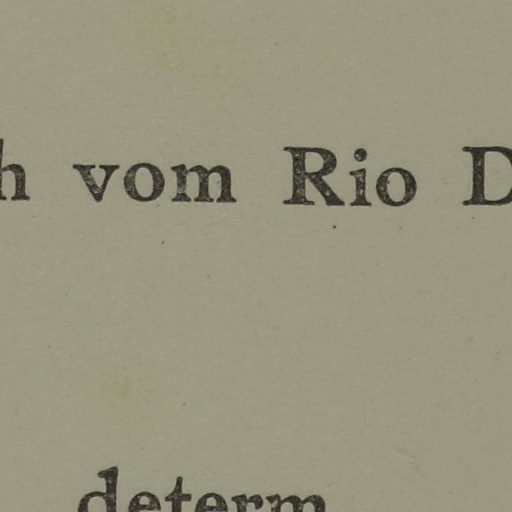 h vom Rio D
determ